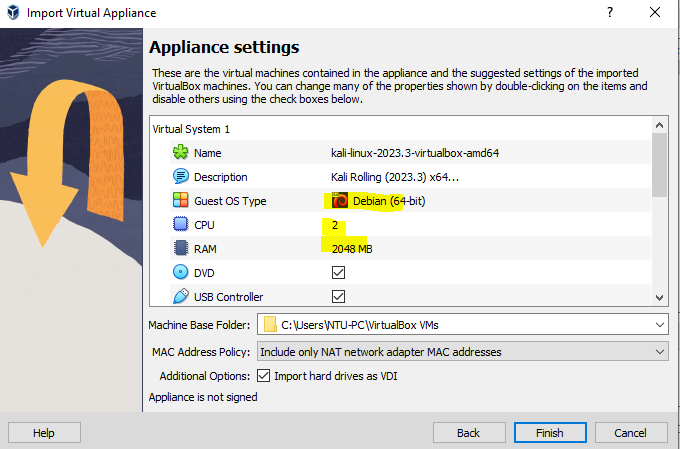 Import Virtual Appliance
Appliance settings
These are the virtual machines contained in the appliance and the suggested settings of the imported
VirtualBox machines. You can change many of the properties shown by double-clicking on the items and
disable others using the check boxes below.
Virtual System 1
Name kali-linux-2023.3-virtualbox-amd64
Description Kali Rolling (2023.3) x64...
Guest OS Type Debian (64-bit)
CPU 2
RAM 2048 MB
DVD
USB Controller
Machine Base Folder: C:\Users\NTU-PC\VirtualBox VMs
MAC Address Policy: Include only NAT network adapter MAC addresses
Additional Options: Import hard drives as VDI
Appliance is not signed
Help Back Finish Cancel